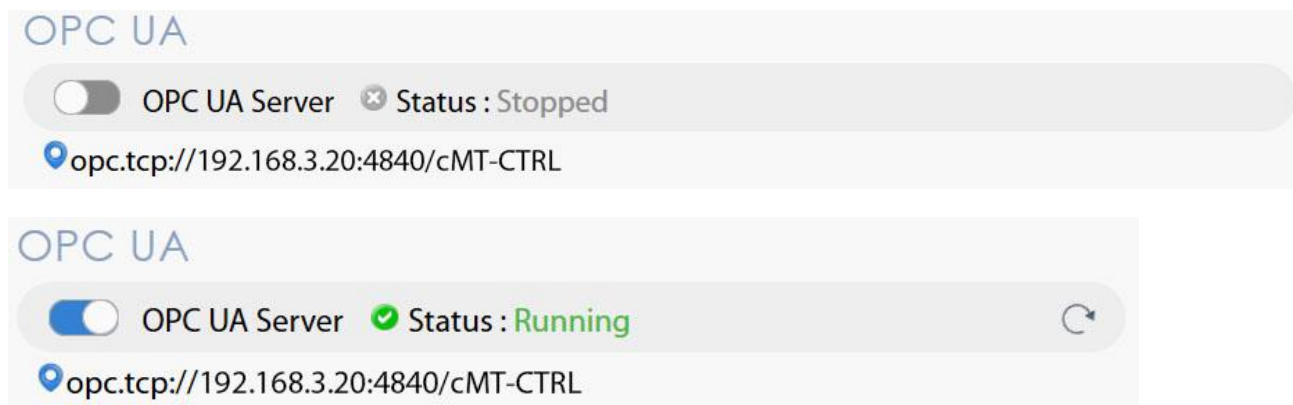 OPC UA
OPC UA Server Status : Stopped
opc.tcp://192.168.3.20:4840/cMT-CTRL
OPC UA
OPC UA Server Status : Running
opc.tcp://192.168.3.20:4840/cMT-CTRL